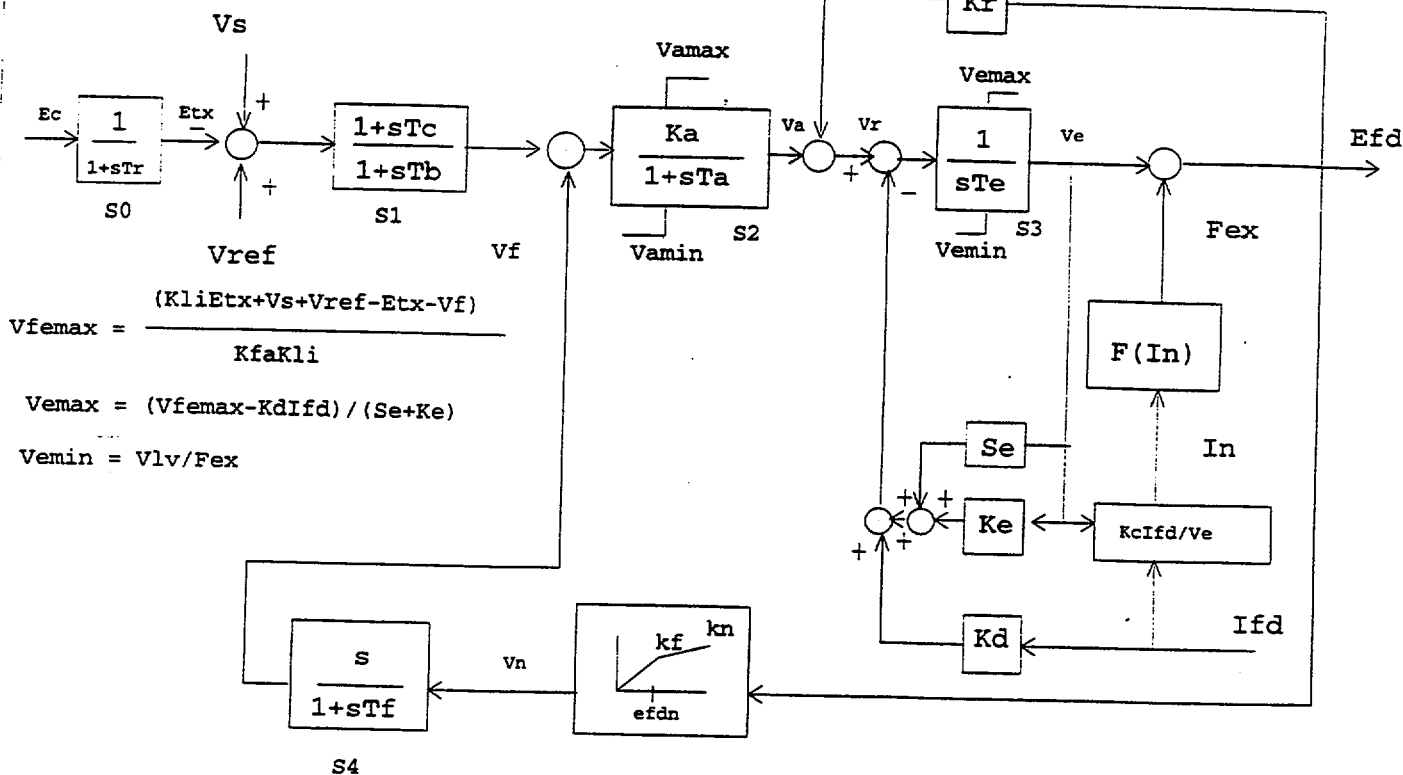 Kr
Vs
Vamax
Vemax
Ec
1
1+sTr
Etx
-
+
+
1+sTc
1+sTb
Ka
1+sTa
Va
Vr
+
-
1
sTe
Ve
Efd
S0
S1
S2
S3
Vref
Vf
Vamin
Vemin
Fex
Vfemax = (KliEtx+Vs+Vref-Etx-Vf)
KfaKli
F(In)
Vemax = (Vfemax-KdIfd)/(Se+Ke)
Vemin = Vlv/Fex
Se
In
+
+
Ke
KcIfd/Ve
+
+
Kd
Ifd
s
1+sTf
Vn
kf
kn
efdn
S4